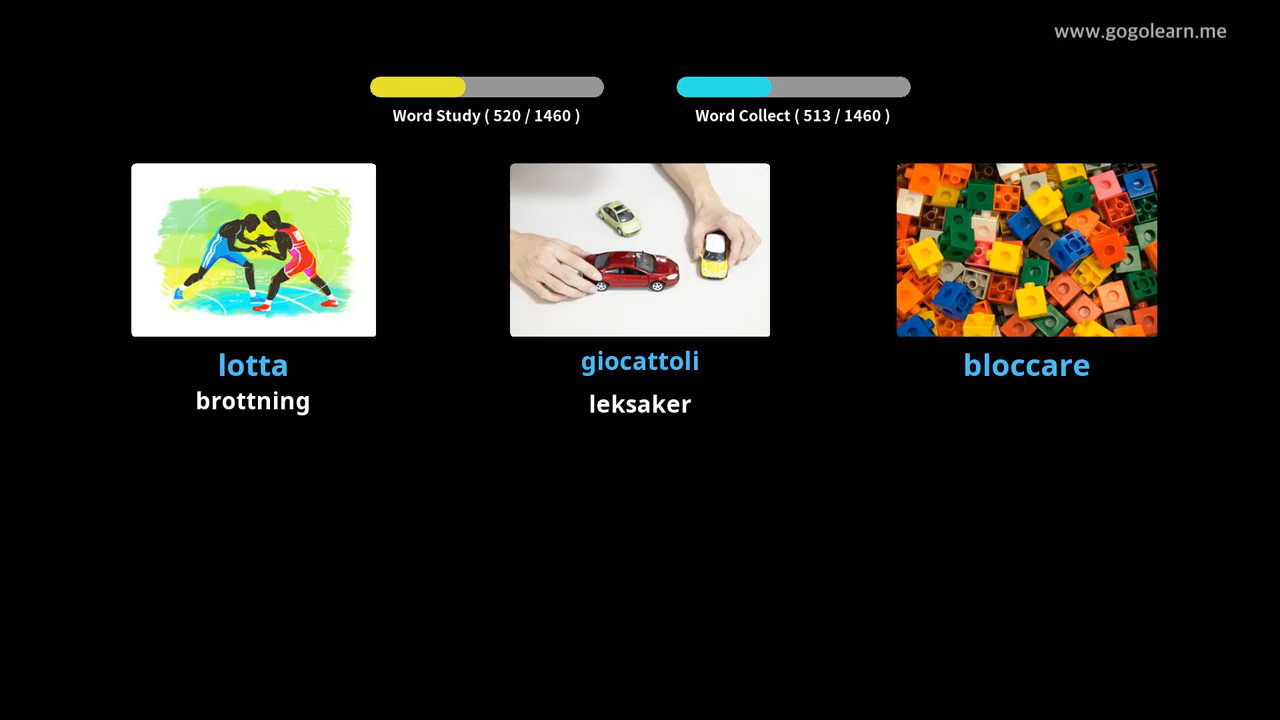 www.gogolearn.me
Word Study ( 520 / 1460 )
Word Collect ( 513 / 1460 )
lotta
brottning
giocattoli
leksaker
bloccare